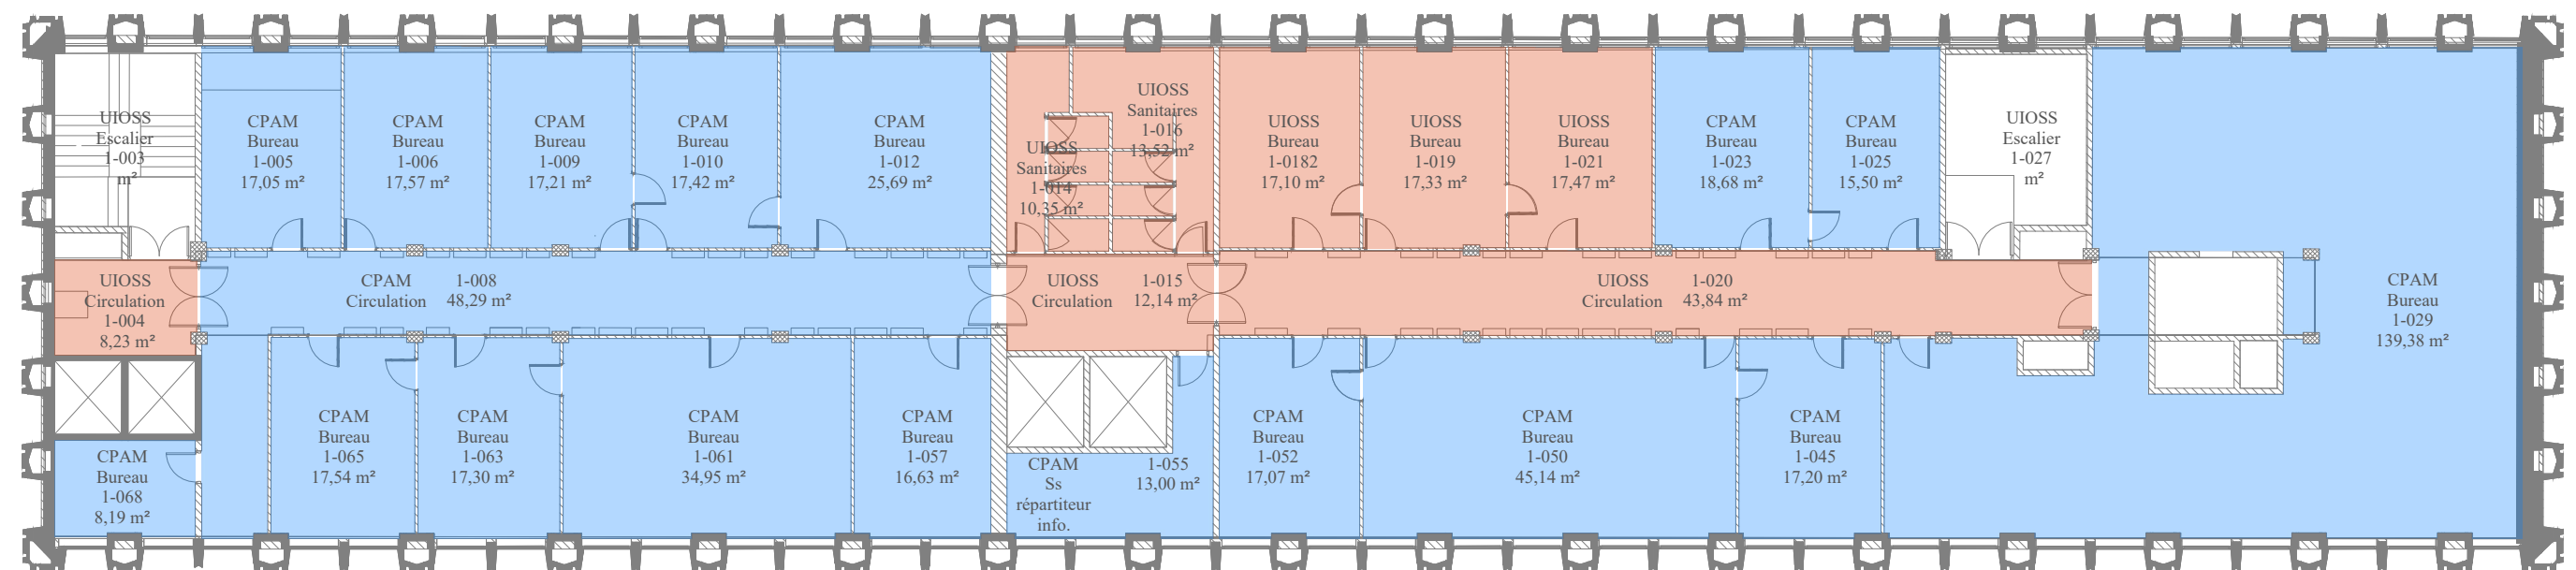 UIOSS
Escalier
1-003
m²
CPAM
Bureau
1-005
17,05 m²
CPAM
Bureau
1-006
17,57 m²
CPAM
Bureau
1-009
17,21 m²
CPAM
Bureau
1-010
17,42 m²
CPAM
Bureau
1-012
25,69 m²
UIOSS
Sanitaires
1-014
10,35 m²
UIOSS
Sanitaires
1-016
13,52 m²
UIOSS
Bureau
1-0182
17,10 m²
UIOSS
Bureau
1-019
17,33 m²
UIOSS
Bureau
1-021
17,47 m²
CPAM
Bureau
1-023
18,68 m²
CPAM
Bureau
1-025
15,50 m²
UIOSS
Escalier
1-027
m²
UIOSS
Circulation
1-004
8,23 m²
CPAM 1-008
Circulation 48,29 m²
UIOSS 1-015
Circulation 12,14 m²
UIOSS 1-020
Circulation 43,84 m²
CPAM
Bureau
1-029
139,38 m²
CPAM
Bureau
1-068
8,19 m²
CPAM
Bureau
1-065
17,54 m²
CPAM
Bureau
1-063
17,30 m²
CPAM
Bureau
1-061
34,95 m²
CPAM
Bureau
1-057
16,63 m²
CPAM 1-055
Ss 13,00 m²
répartiteur
info.
CPAM
Bureau
1-052
17,07 m²
CPAM
Bureau
1-050
45,14 m²
CPAM
Bureau
1-045
17,20 m²